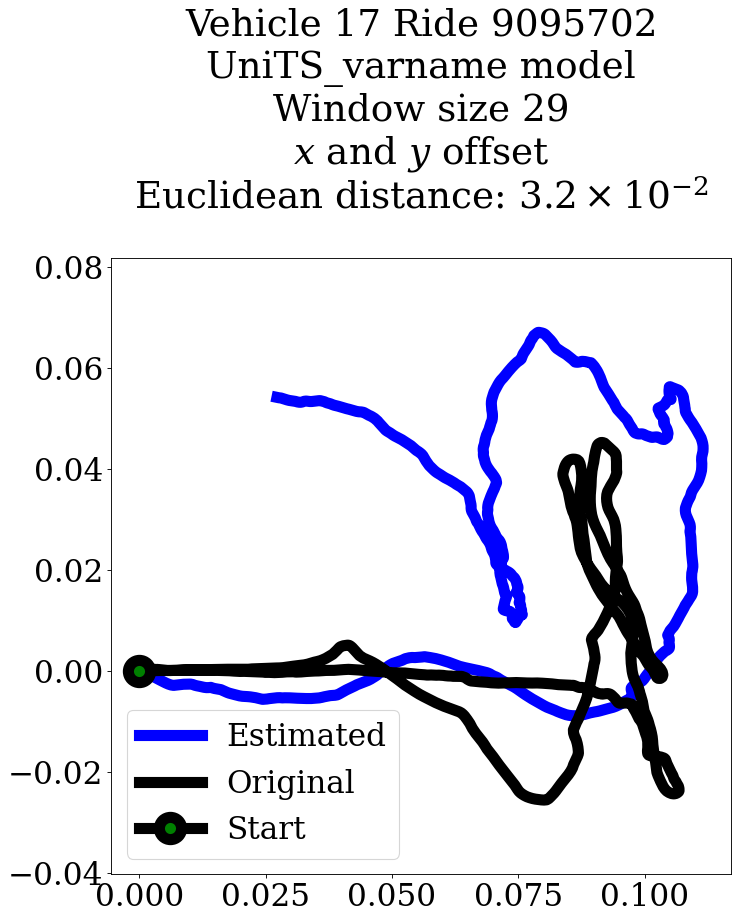 Vehicle 17 Ride 9095702
UniTS_varname model
Window size 29
x and y offset
Euclidean distance: 3.2 × 10⁻²
0.08
0.06
0.04
0.02
0.00
−0.02
−0.04
Estimated
Original
Start
0.000 0.025 0.050 0.075 0.100